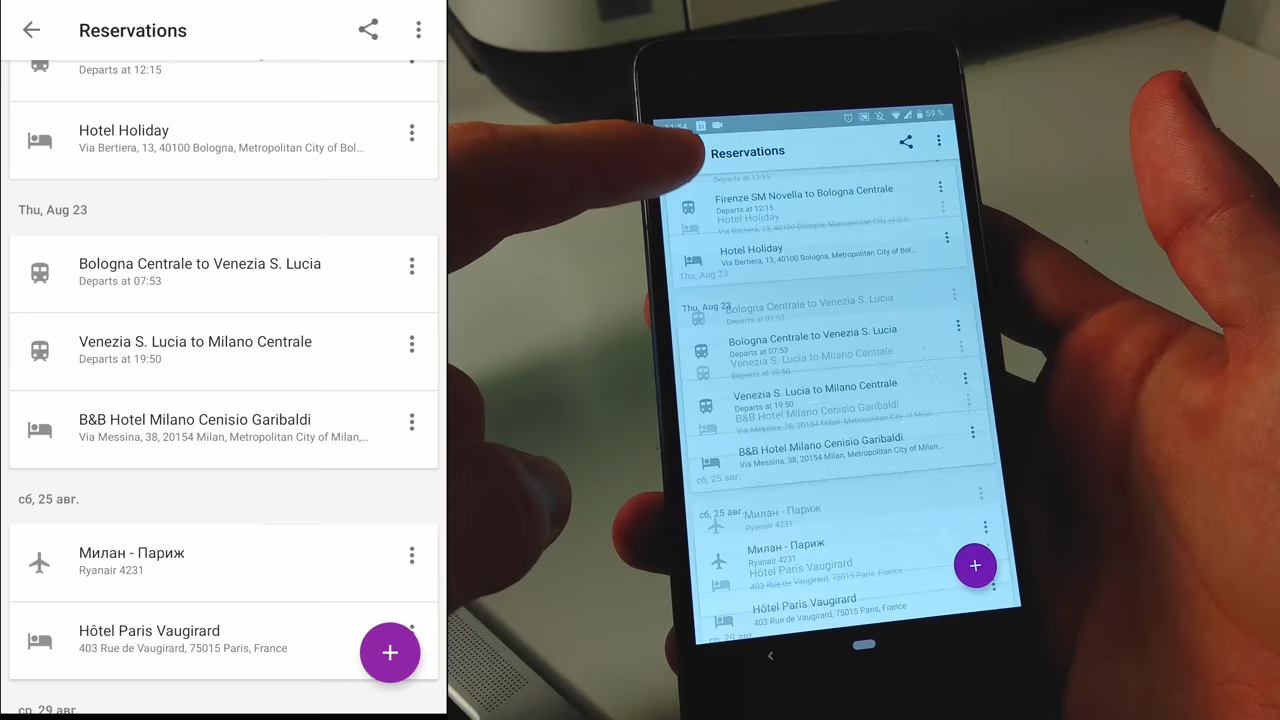 Reservations
Departs at 12:15
Hotel Holiday
Via Bertiera, 13, 40100 Bologna, Metropolitan City of Bol...
Thu, Aug 23
Bologna Centrale to Venezia S. Lucia
Departs at 07:53
Venezia S. Lucia to Milano Centrale
Departs at 19:50
B&B Hotel Milano Cenisio Garibaldi
Via Messina, 38, 20154 Milan, Metropolitan City of Milan,...
сб, 25 авг.
Милан - Париж
Ryanair 4231
Hôtel Paris Vaugirard
403 Rue de Vaugirard, 75015 Paris, France
ср, 29 авг.
59 %
Reservations
Departs at 12:15
Firenze SM Novella to Bologna Centrale
Departs at 12:15
Hotel Holiday
Via Bertiera, 13, 40100 Bologna, Metropolitan City of Bol...
Hotel Holiday
Via Bertiera, 13, 40100 Bologna, Metropolitan City of Bol...
Thu, Aug 23
Thu, Aug 23
Bologna Centrale to Venezia S. Lucia
Departs at 07:53
Bologna Centrale to Venezia S. Lucia
Departs at 07:53
Venezia S. Lucia to Milano Centrale
Departs at 19:50
Venezia S. Lucia to Milano Centrale
Departs at 19:50
B&B Hotel Milano Cenisio Garibaldi
Via Messina, 38, 20154 Milan, Metropolitan City of Milan,...
B&B Hotel Milano Cenisio Garibaldi
Via Messina, 38, 20154 Milan, Metropolitan City of Milan,...
сб, 25 авг.
сб, 25 авг.
Милан - Париж
Ryanair 4231
Милан - Париж
Ryanair 4231
Hôtel Paris Vaugirard
403 Rue de Vaugirard, 75015 Paris, France
Hôtel Paris Vaugirard
403 Rue de Vaugirard, 75015 Paris, France
ср, 29 авг.